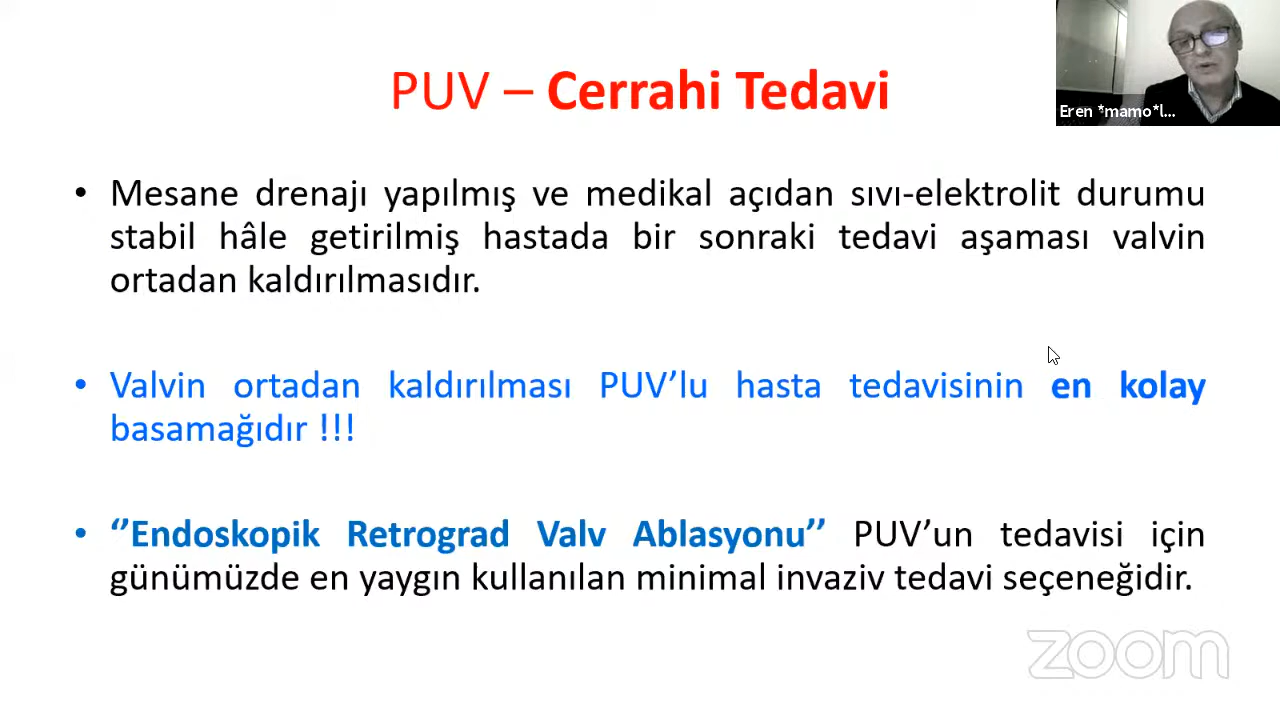 PUV – Cerrahi Tedavi
Eren *mamo*l...
• Mesane drenajı yapılmış ve medikal açıdan sıvı-elektrolit durumu
stabil hâle getirilmiş hastada bir sonraki tedavi aşaması valvin
ortadan kaldırılmasıdır.
• Valvin ortadan kaldırılması PUV’lu hasta tedavisinin en kolay
basamağıdır !!!
• ‘’Endoskopik Retrograd Valv Ablasyonu’’ PUV’un tedavisi için
günümüzde en yaygın kullanılan minimal invaziv tedavi seçeneğidir.
zoom